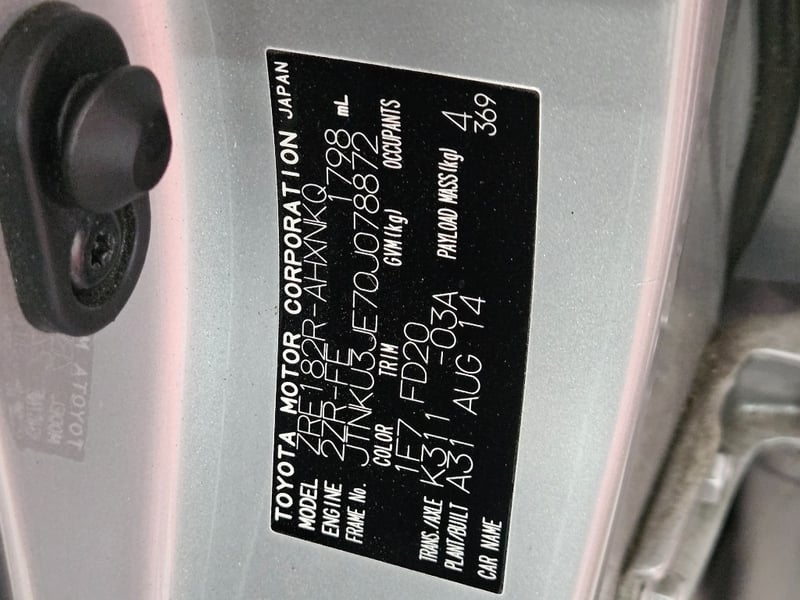 TOYOTA MOTOR CORPORATION JAPAN
MODEL ZRE182R-AHXNKQ
ENGINE 2ZR-FE 1798 mL
FRAME No. JTNKU3JE70J078872
COLOR TRIM GVM(kg) OCCUPANTS
1F7 FD20 4
TRANS./AXLE K311 -03A PAYLOAD MASS(kg) 369
PLANT/BUILT A31 AUG 14
CAR NAME